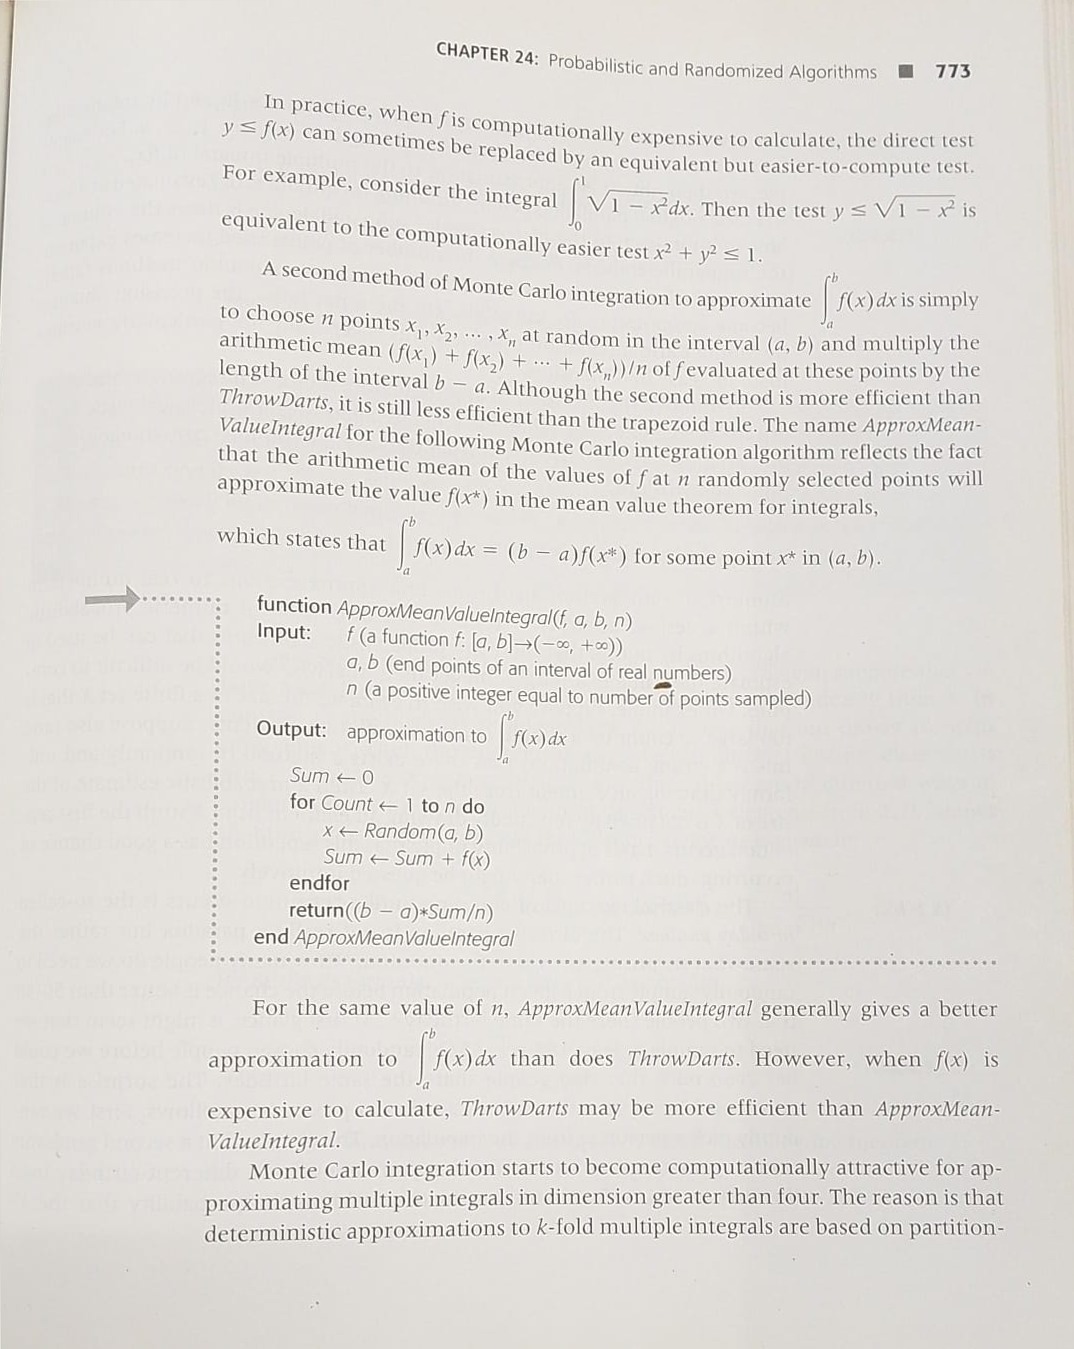 CHAPTER 24: Probabilistic and Randomized Algorithms ■ 773
In practice, when f is computationally expensive to calculate, the direct test
y ≤ f(x) can sometimes be replaced by an equivalent but easier-to-compute test.
For example, consider the integral ∫₀¹ √(1 − x²) dx. Then the test y ≤ √(1 − x²) is
equivalent to the computationally easier test x² + y² ≤ 1.
A second method of Monte Carlo integration to approximate ∫ₐᵇ f(x) dx is simply
to choose n points x₁, x₂, ... , xₙ at random in the interval (a, b) and multiply the
arithmetic mean (f(x₁) + f(x₂) + ··· + f(xₙ))/n of f evaluated at these points by the
length of the interval b − a. Although the second method is more efficient than
ThrowDarts, it is still less efficient than the trapezoid rule. The name ApproxMean-
ValueIntegral for the following Monte Carlo integration algorithm reflects the fact
that the arithmetic mean of the values of f at n randomly selected points will
approximate the value f(x*) in the mean value theorem for integrals,
which states that ∫ₐᵇ f(x) dx = (b − a)f(x*) for some point x* in (a, b).
function ApproxMeanValueIntegral(f, a, b, n)
Input: f (a function f: [a, b]→(−∞, +∞))
a, b (end points of an interval of real numbers)
n (a positive integer equal to number of points sampled)
Output: approximation to ∫ₐᵇ f(x) dx
Sum ← 0
for Count ← 1 to n do
x ← Random(a, b)
Sum ← Sum + f(x)
endfor
return((b − a)*Sum/n)
end ApproxMeanValueIntegral
For the same value of n, ApproxMeanValueIntegral generally gives a better
approximation to ∫ₐᵇ f(x) dx than does ThrowDarts. However, when f(x) is
expensive to calculate, ThrowDarts may be more efficient than ApproxMean-
ValueIntegral.
Monte Carlo integration starts to become computationally attractive for ap-
proximating multiple integrals in dimension greater than four. The reason is that
deterministic approximations to k-fold multiple integrals are based on partition-